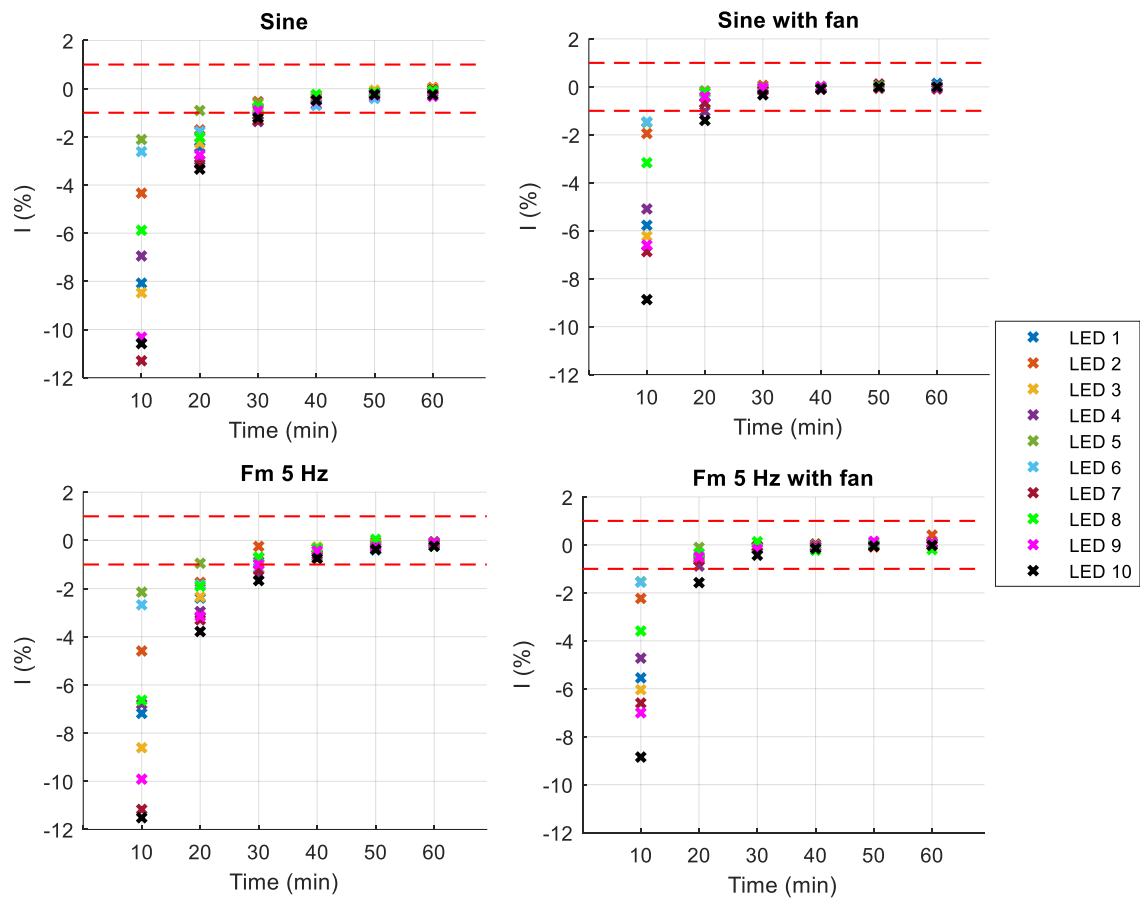 Sine
2
0
-2
-4
-6
-8
-10
-12
I (%)
10 20 30 40 50 60
Time (min)
Sine with fan
2
0
-2
-4
-6
-8
-10
-12
I (%)
10 20 30 40 50 60
Time (min)
LED 1
LED 2
LED 3
LED 4
LED 5
LED 6
LED 7
LED 8
LED 9
LED 10
Fm 5 Hz
2
0
-2
-4
-6
-8
-10
-12
I (%)
10 20 30 40 50 60
Time (min)
Fm 5 Hz with fan
2
0
-2
-4
-6
-8
-10
-12
I (%)
10 20 30 40 50 60
Time (min)